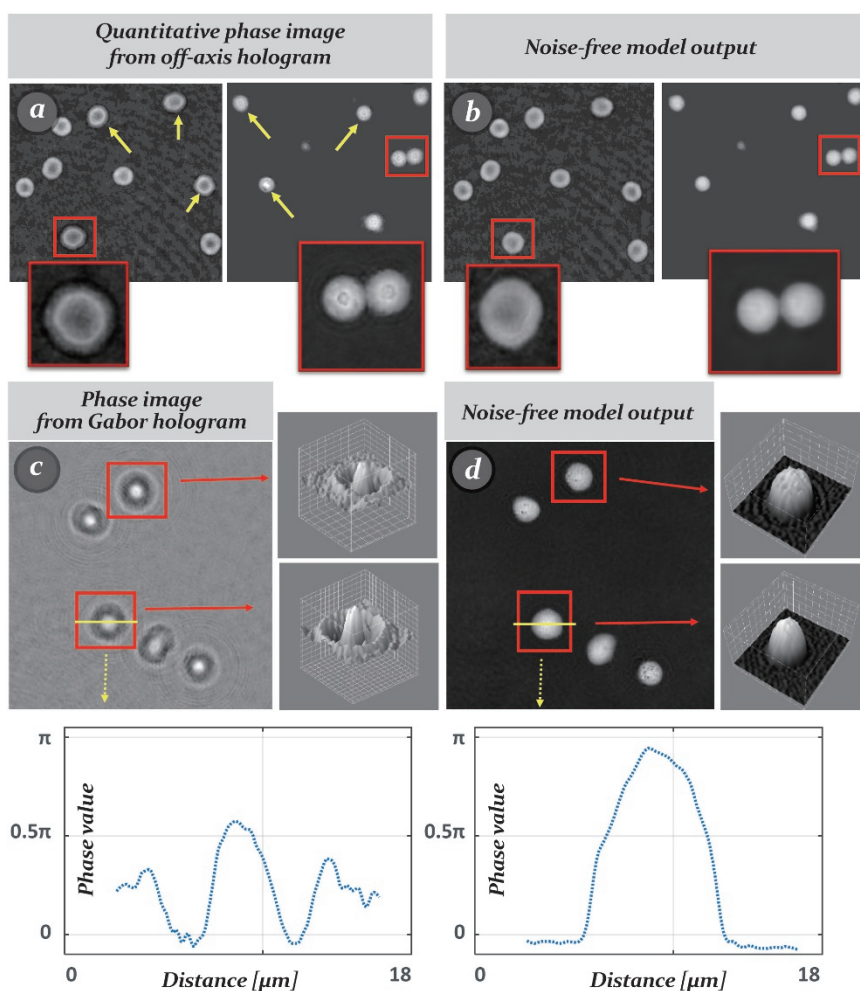 Quantitative phase image
from off-axis hologram
Noise-free model output
a
b
Phase image
from Gabor hologram
Noise-free model output
c
d
π
0.5π
0
Phase value
0
Distance [μm]
18
π
0.5π
0
Phase value
0
Distance [μm]
18